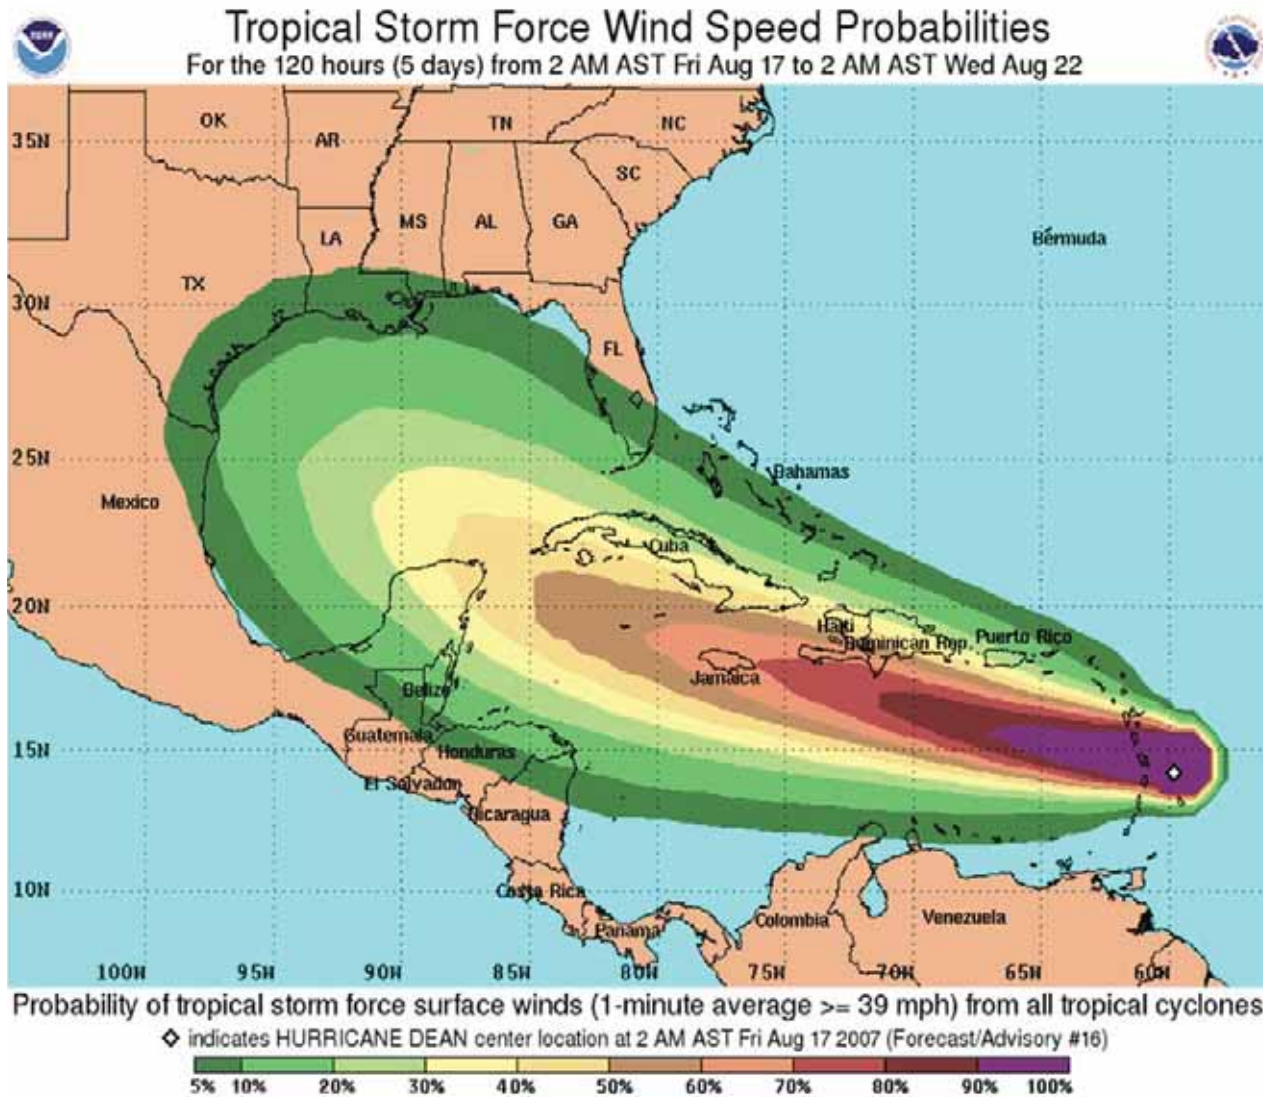 Tropical Storm Force Wind Speed Probabilities
For the 120 hours (5 days) from 2 AM AST Fri Aug 17 to 2 AM AST Wed Aug 22
OK
TN
NC
AR
35N
SC
MS
AL
GA
LA
Bermuda
TX
30N
FL
25N
Bahamas
Mexico
Cuba
20N
Haiti
Dominican Rep.
Puerto Rico
Jamaica
Belize
Guatemala
15N
Honduras
El Salvador
Nicaragua
10N
Costa Rica
Panama
Colombia
Venezuela
100W 95W 90W 85W 80W 75W 70W 65W 60W
Probability of tropical storm force surface winds (1-minute average >= 39 mph) from all tropical cyclones
indicates HURRICANE DEAN center location at 2 AM AST Fri Aug 17 2007 (Forecast/Advisory #16)
5% 10% 20% 30% 40% 50% 60% 70% 80% 90% 100%